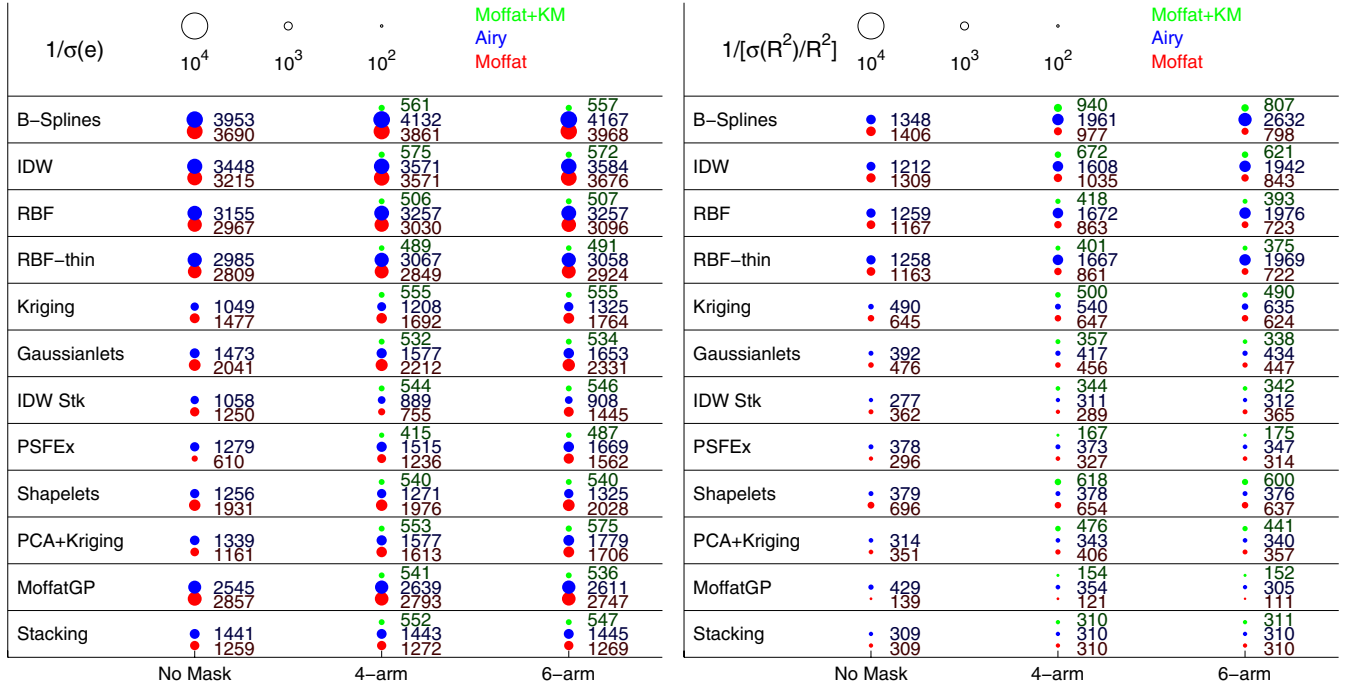 Moffat+KM
1/σ(e) Airy
10^4 10^3 10^2 Moffat
561 557
B−Splines 3953 4132 4167
3690 3861 3968
575 572
IDW 3448 3571 3584
3215 3571 3676
506 507
RBF 3155 3257 3257
2967 3030 3096
489 491
RBF−thin 2985 3067 3058
2809 2849 2924
555 555
Kriging 1049 1208 1325
1477 1692 1764
532 534
Gaussianlets 1473 1577 1653
2041 2212 2331
544 546
IDW Stk 1058 889 908
1250 755 1445
415 487
PSFEx 1279 1515 1669
610 1236 1562
540 540
Shapelets 1256 1271 1325
1931 1976 2028
553 575
PCA+Kriging 1339 1577 1779
1161 1613 1706
541 536
MoffatGP 2545 2639 2611
2857 2793 2747
552 547
Stacking 1441 1443 1445
1259 1272 1269
No Mask 4−arm 6−arm
Moffat+KM
1/[σ(R^2)/R^2] Airy
10^4 10^3 10^2 Moffat
940 807
B−Splines 1348 1961 2632
1406 977 798
672 621
IDW 1212 1608 1942
1309 1035 843
418 393
RBF 1259 1672 1976
1167 863 723
401 375
RBF−thin 1258 1667 1969
1163 861 722
500 490
Kriging 490 540 635
645 647 624
357 338
Gaussianlets 392 417 434
476 456 447
344 342
IDW Stk 277 311 312
362 289 365
167 175
PSFEx 378 373 347
296 327 314
618 600
Shapelets 379 378 376
696 654 637
476 441
PCA+Kriging 314 343 340
351 406 357
154 152
MoffatGP 429 354 305
139 121 111
310 311
Stacking 309 310 310
309 310 310
No Mask 4−arm 6−arm